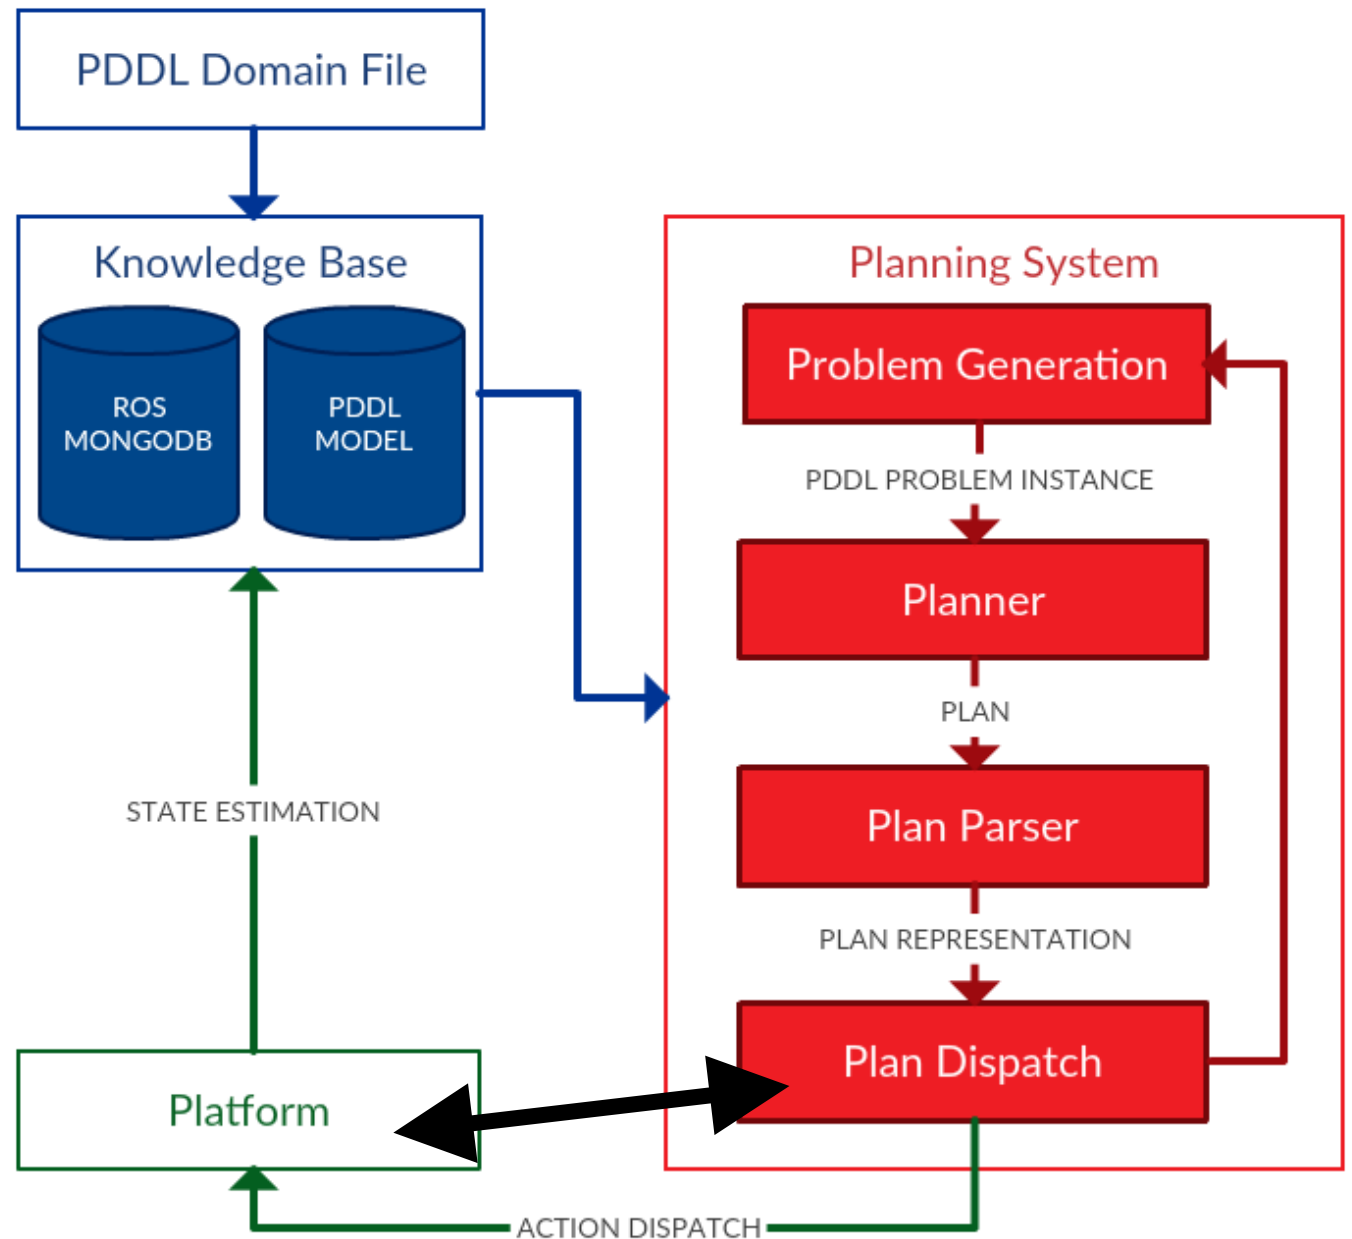 PDDL Domain File
Knowledge Base
ROS
MONGODB
PDDL
MODEL
STATE ESTIMATION
Platform
Planning System
Problem Generation
PDDL PROBLEM INSTANCE
Planner
PLAN
Plan Parser
PLAN REPRESENTATION
Plan Dispatch
ACTION DISPATCH